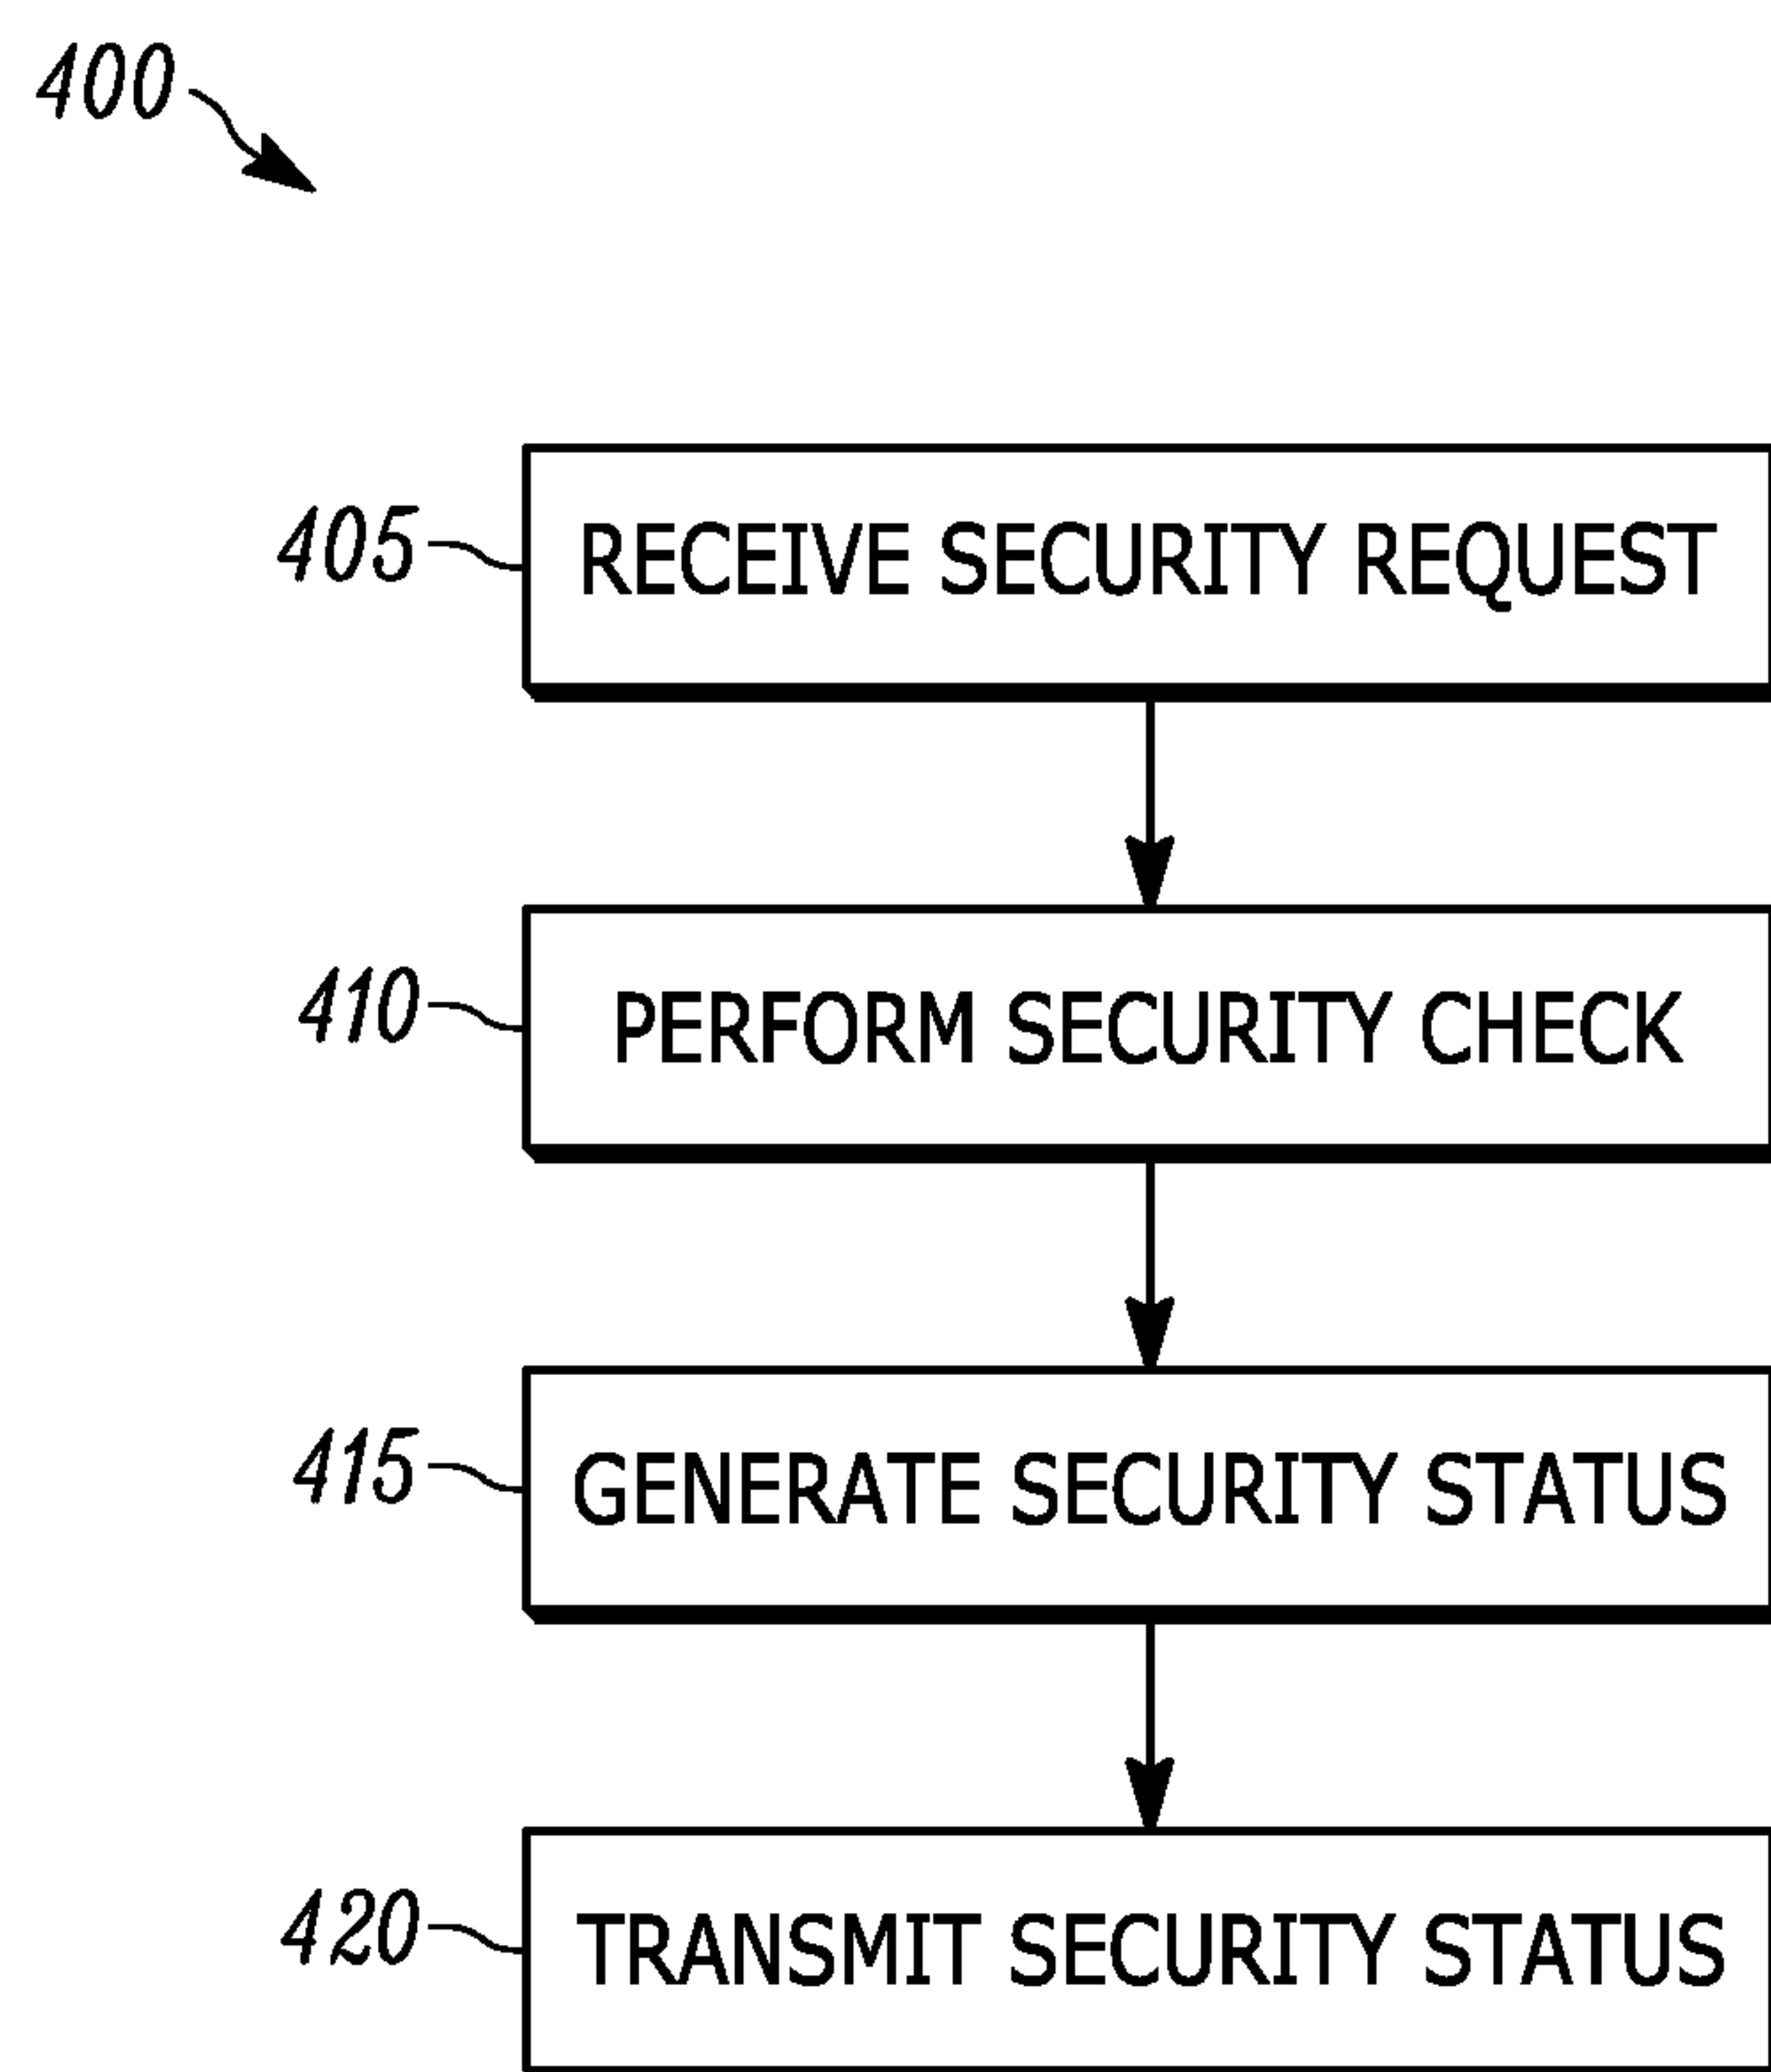 400
405 RECEIVE SECURITY REQUEST
410 PERFORM SECURITY CHECK
415 GENERATE SECURITY STATUS
420 TRANSMIT SECURITY STATUS